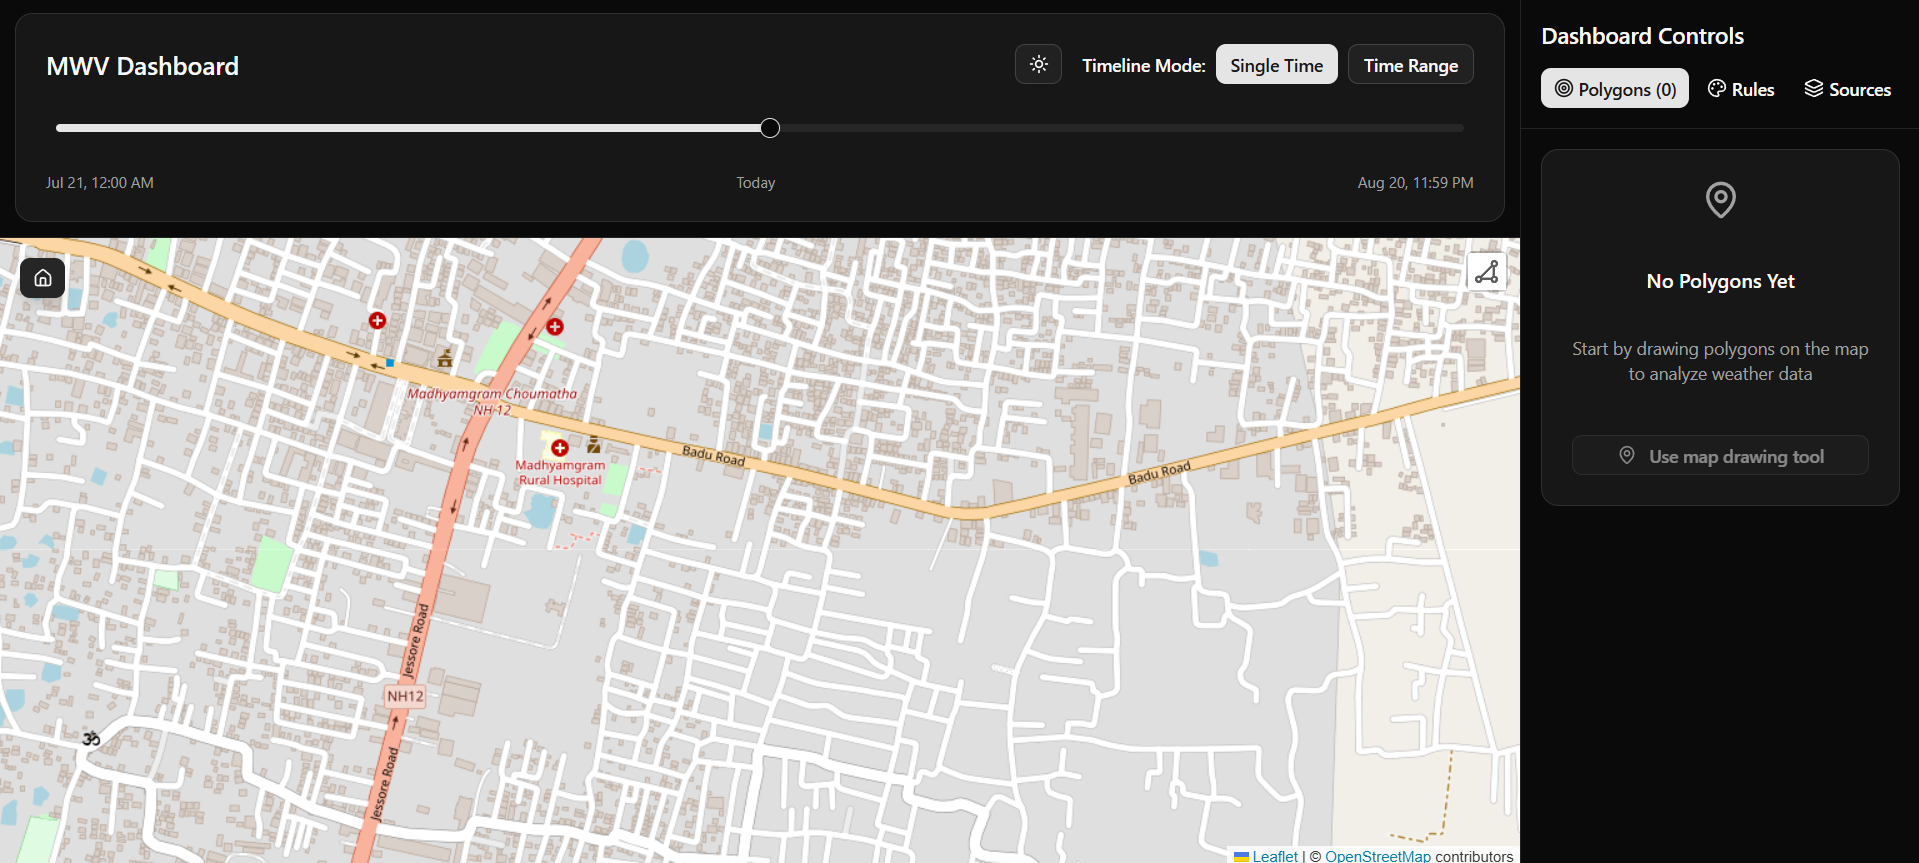 MWV Dashboard
Timeline Mode:
Single Time
Time Range
Jul 21, 12:00 AM
Today
Aug 20, 11:59 PM
Dashboard Controls
Polygons (0)
Rules
Sources
No Polygons Yet
Start by drawing polygons on the map
to analyze weather data
Use map drawing tool
Madhyamgram Choumatha
NH-12
Madhyamgram
Rural Hospital
Badu Road
Badu Road
Jessore Road
NH12
Jessore Road
ॐ
Leaflet | © OpenStreetMap contributors